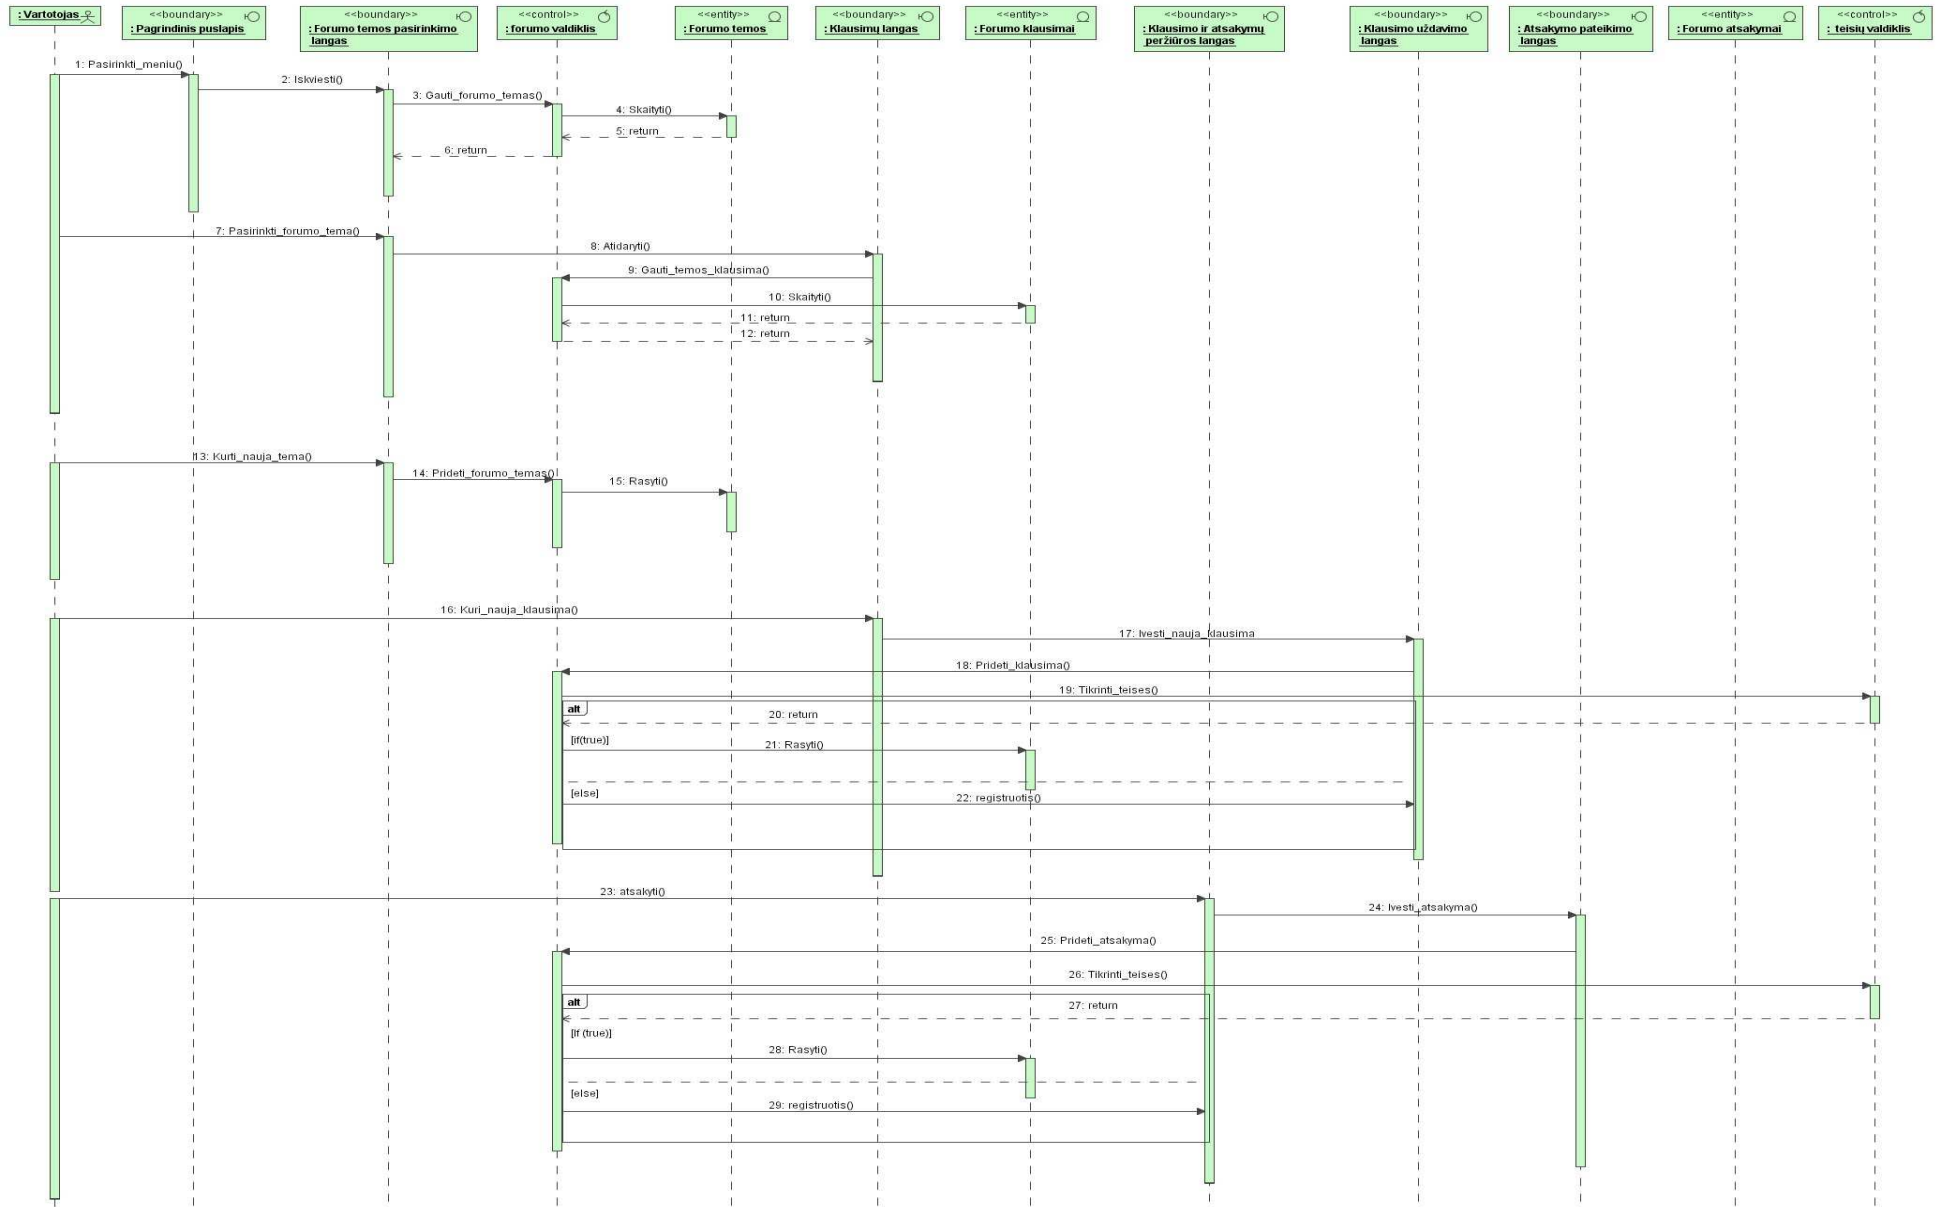 : Vartotojas
<<boundary>>
: Pagrindinis puslapis
<<boundary>>
: Forumo temos pasirinkimo
langas
<<control>>
: forumo valdiklis
<<entity>>
: Forumo temos
<<boundary>>
: Klausimų langas
<<entity>>
: Forumo klausimai
<<boundary>>
: Klausimo ir atsakymų
peržiūros langas
<<boundary>>
: Klausimo uždavimo
langas
<<boundary>>
: Atsakymo pateikimo
langas
<<entity>>
: Forumo atsakymai
<<control>>
: teisių valdiklis
1: Pasirinkti_meniu()
2: Iskviesti()
3: Gauti_forumo_temas()
4: Skaityti()
5: return
6: return
7: Pasirinkti_forumo_tema()
8: Atidaryti()
9: Gauti_temos_klausima()
10: Skaityti()
11: return
12: return
13: Kurti_nauja_tema()
14: Prideti_forumo_temas()
15: Rasyti()
16: Kuri_nauja_klausima()
17: Ivesti_nauja_klausima
18: Prideti_klausima()
19: Tikrinti_teises()
alt
20: return
[if(true)]
21: Rasyti()
[else]
22: registruotis()
23: atsakyti()
24: Ivesti_atsakyma()
25: Prideti_atsakyma()
26: Tikrinti_teises()
alt
27: return
[If (true)]
28: Rasyti()
[else]
29: registruotis()